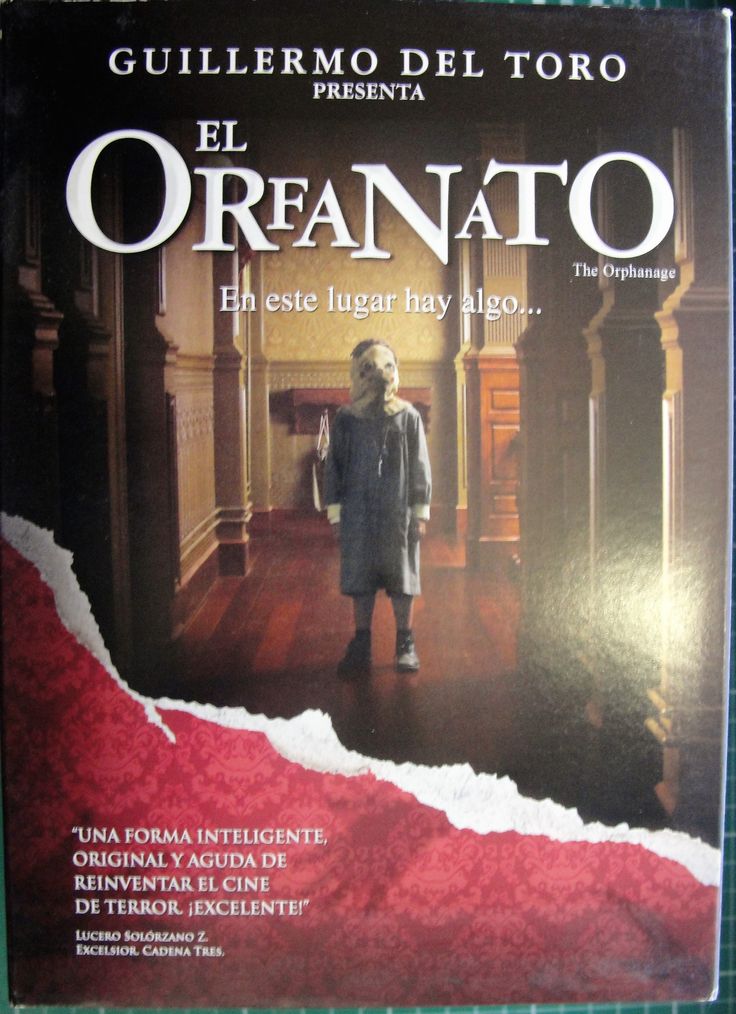 GUILLERMO DEL TORO
PRESENTA
EL
ORFANATO
The Orphanage
En este lugar hay algo...
"UNA FORMA INTELIGENTE,
ORIGINAL Y AGUDA DE
REINVENTAR EL CINE
DE TERROR. ¡EXCELENTE!"
LUCERO SOLÓRZANO Z.
EXCELSIOR. CADENA TRES.